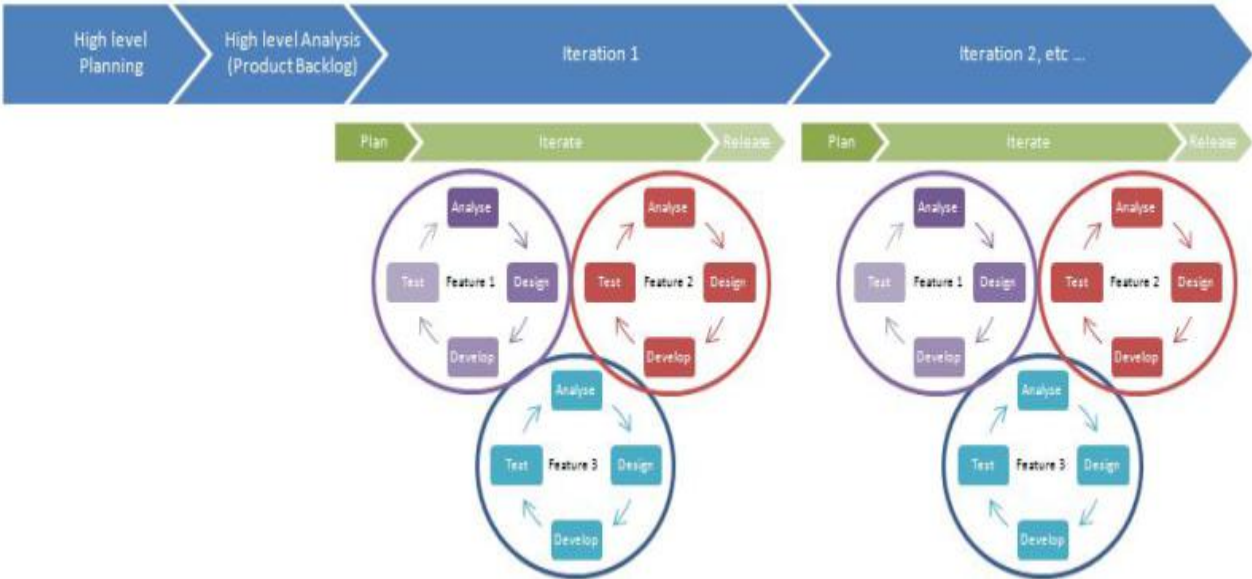 High level
Planning
High level Analysis
(Product Backlog)
Iteration 1
Iteration 2, etc ...
Plan
Iterate
Release
Plan
Iterate
Release
Analyse
Test
Feature 1
Design
Develop
Analyse
Test
Feature 2
Design
Develop
Analyse
Test
Feature 3
Design
Develop
Analyse
Test
Feature 1
Design
Develop
Analyse
Test
Feature 2
Design
Develop
Analyse
Test
Feature 3
Design
Develop